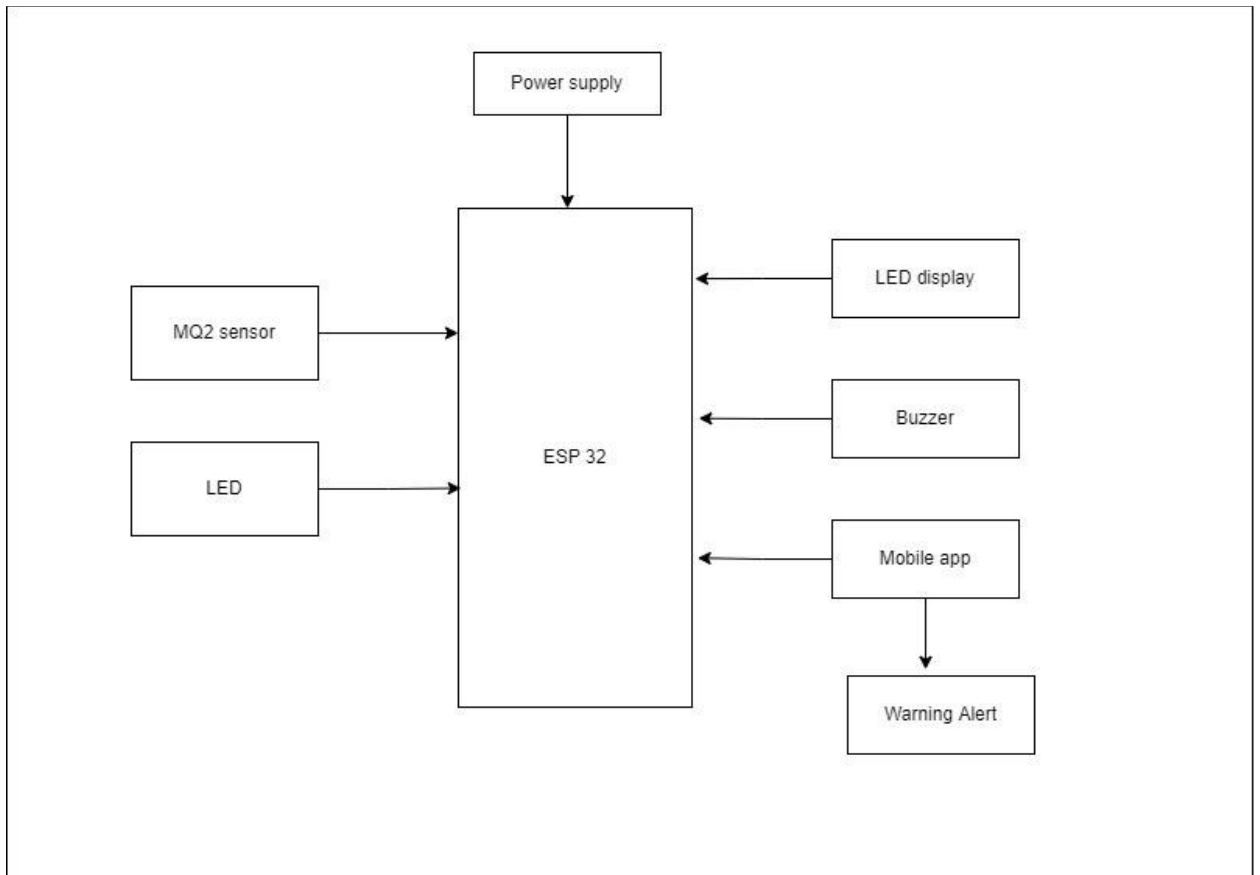 Power supply
LED display
MQ2 sensor
Buzzer
ESP 32
LED
Mobile app
Warning Alert